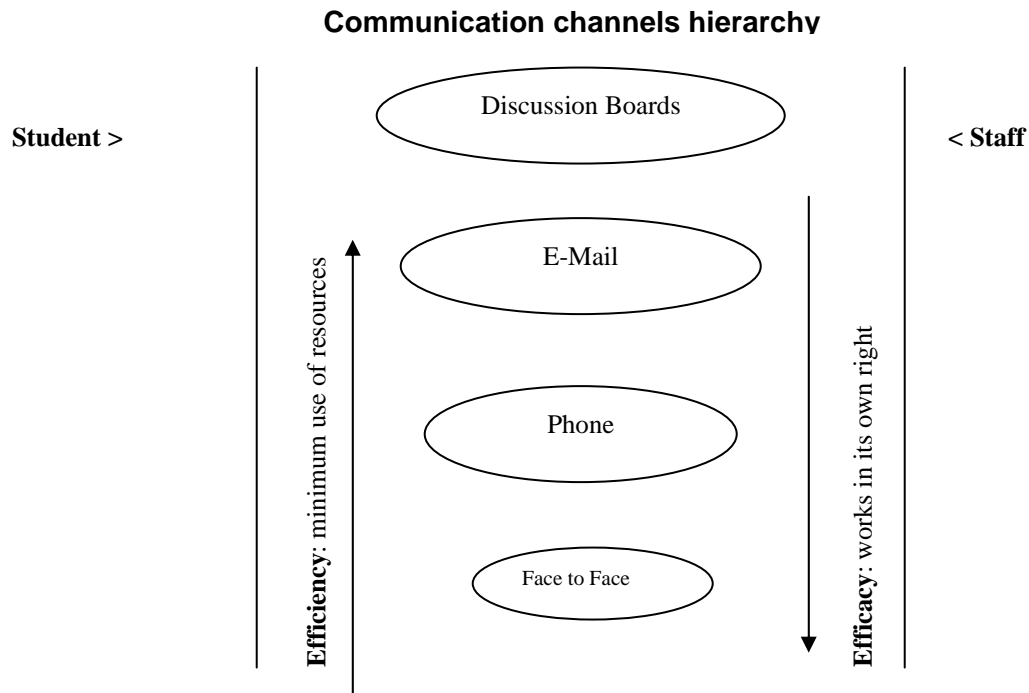 Communication channels hierarchy
Discussion Boards
Student >
< Staff
E-Mail
Efficiency: minimum use of resources
Efficacy: works in its own right
Phone
Face to Face